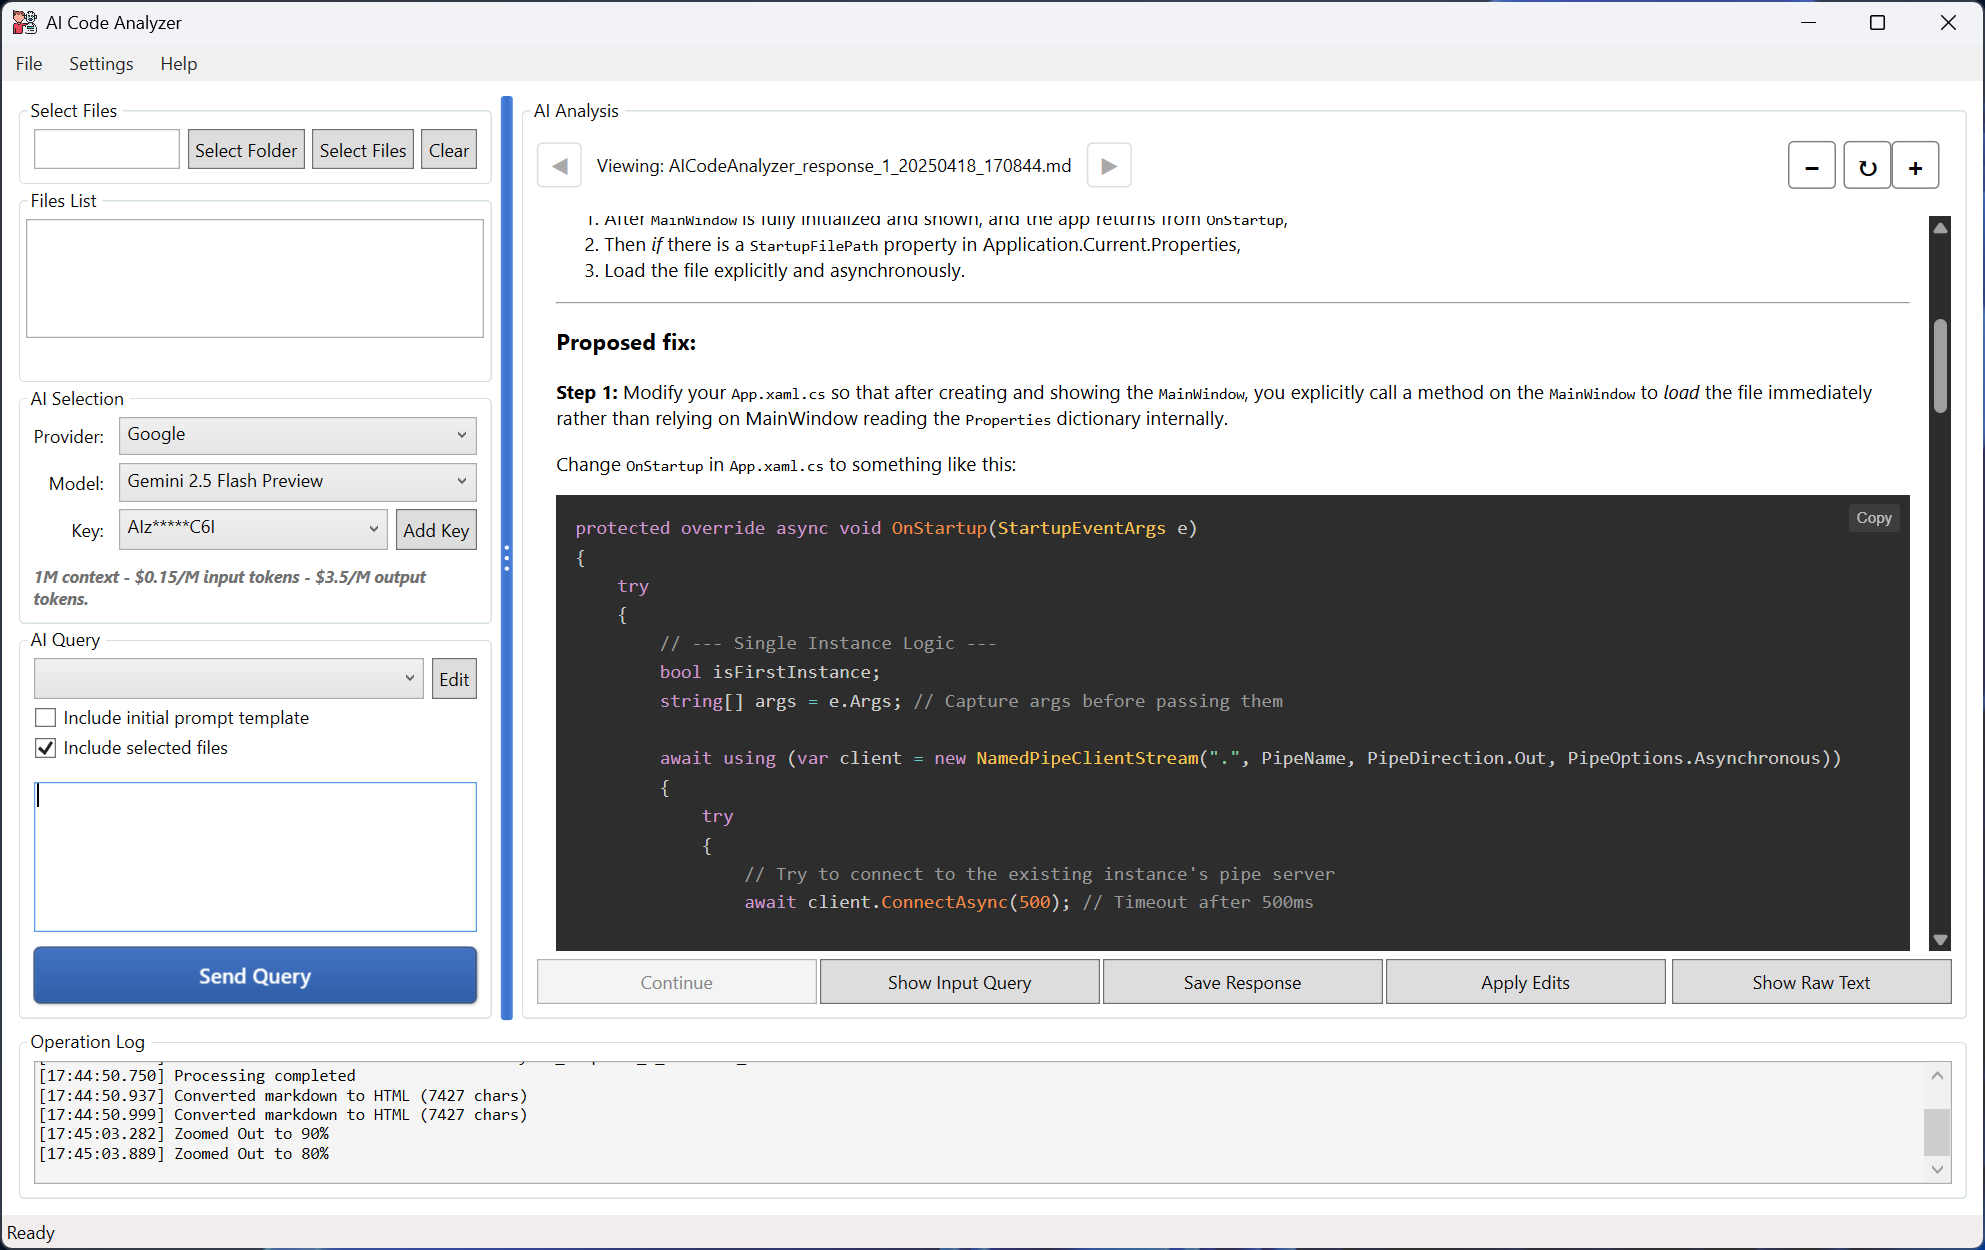 AI Code Analyzer
File Settings Help
Select Files
Select Folder Select Files Clear
Files List
AI Selection
Provider: Google
Model: Gemini 2.5 Flash Preview
Key: AIz*****C6I Add Key
1M context - $0.15/M input tokens - $3.5/M output
tokens.
AI Query
Edit
Include initial prompt template
Include selected files
Send Query
AI Analysis
Viewing: AICodeAnalyzer_response_1_20250418_170844.md
− ↻ +
1. After MainWindow is fully initialized and shown, and the app returns from OnStartup,
2. Then if there is a StartupFilePath property in Application.Current.Properties,
3. Load the file explicitly and asynchronously.
Proposed fix:
Step 1: Modify your App.xaml.cs so that after creating and showing the MainWindow, you explicitly call a method on the MainWindow to load the file immediately
rather than relying on MainWindow reading the Properties dictionary internally.
Change OnStartup in App.xaml.cs to something like this:
Copy
protected override async void OnStartup(StartupEventArgs e)
{
try
{
// --- Single Instance Logic ---
bool isFirstInstance;
string[] args = e.Args; // Capture args before passing them
await using (var client = new NamedPipeClientStream(".", PipeName, PipeDirection.Out, PipeOptions.Asynchronous))
{
try
{
// Try to connect to the existing instance's pipe server
await client.ConnectAsync(500); // Timeout after 500ms
Continue Show Input Query Save Response Apply Edits Show Raw Text
Operation Log
[17:44:50.750] Processing completed
[17:44:50.937] Converted markdown to HTML (7427 chars)
[17:44:50.999] Converted markdown to HTML (7427 chars)
[17:45:03.282] Zoomed Out to 90%
[17:45:03.889] Zoomed Out to 80%
Ready